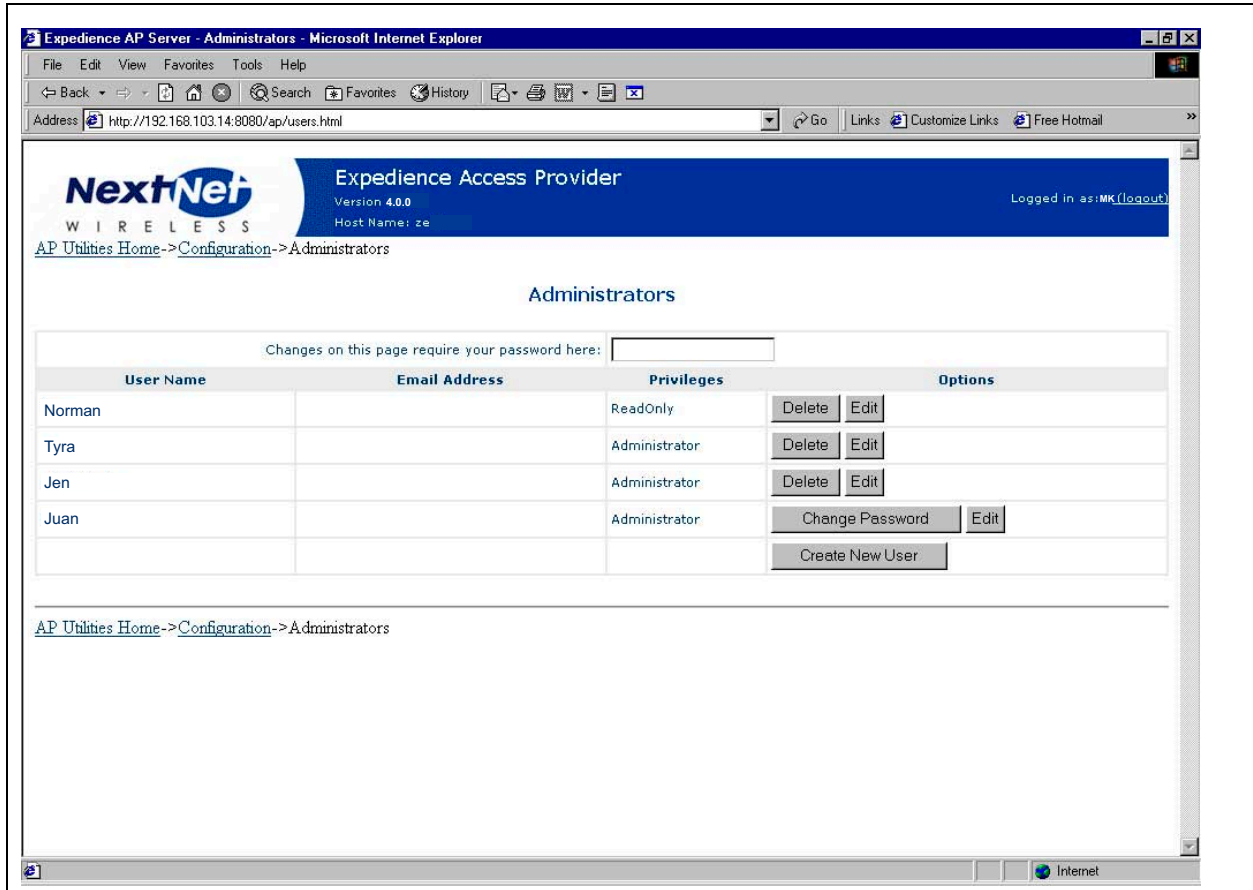 Expedience AP Server - Administrators - Microsoft Internet Explorer
File Edit View Favorites Tools Help
Back Search Favorites History
Address http://192.168.103.14:8080/ap/users.html Go Links Customize Links Free Hotmail »
NextNet
WIRELESS
Expedience Access Provider
Version 4.0.0
Host Name: ze
Logged in as:MK(logout)
AP Utilities Home->Configuration->Administrators
Administrators
Changes on this page require your password here:
User Name Email Address Privileges Options
Norman ReadOnly Delete Edit
Tyra Administrator Delete Edit
Jen Administrator Delete Edit
Juan Administrator Change Password Edit
Create New User
AP Utilities Home->Configuration->Administrators
Internet